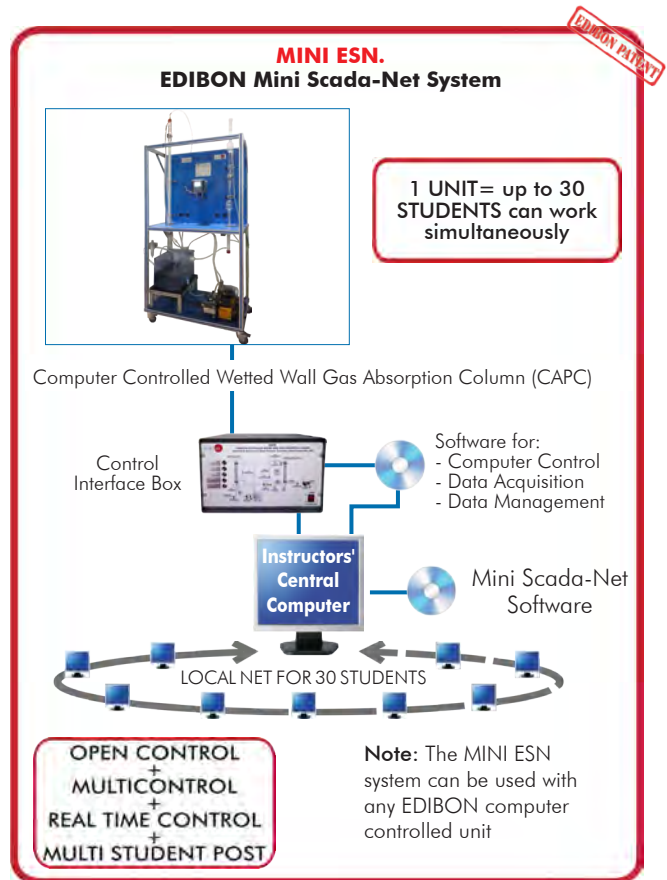 EDIBON PATENT
MINI ESN.
EDIBON Mini Scada-Net System
1 UNIT= up to 30
STUDENTS can work
simultaneously
Computer Controlled Wetted Wall Gas Absorption Column (CAPC)
Control
Interface Box
Software for:
- Computer Control
- Data Acquisition
- Data Management
Instructors'
Central
Computer
Mini Scada-Net
Software
LOCAL NET FOR 30 STUDENTS
OPEN CONTROL
+
MULTICONTROL
+
REAL TIME CONTROL
+
MULTI STUDENT POST
Note: The MINI ESN
system can be used with
any EDIBON computer
controlled unit